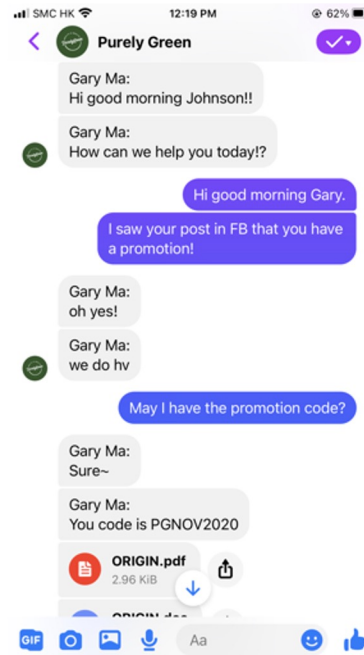 SMC HK 12:19 PM 62%
Purely Green
Gary Ma:
Hi good morning Johnson!!
Gary Ma:
How can we help you today!?
Hi good morning Gary.
I saw your post in FB that you have
a promotion!
Gary Ma:
oh yes!
Gary Ma:
we do hv
May I have the promotion code?
Gary Ma:
Sure~
Gary Ma:
You code is PGNOV2020
ORIGIN.pdf
2.96 KiB
GIF Aa